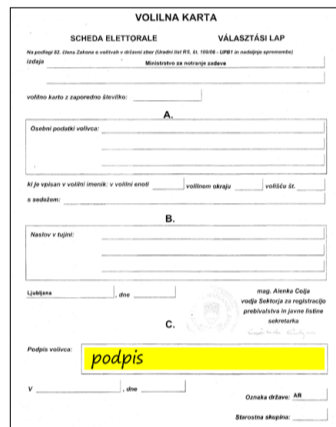 VOLILNA KARTA
SCHEDA ELETTORALE VÁLASZTÁSI LAP
Na podlagi 82. člena Zakona o volitvah v državni zbor (Uradni list RS, št. 109/06 - UPB1 in nadaljnje spremembe)
izdaja Ministrstvo za notranje zadeve
volilno karto z zaporedno številko:
A.
Osebni podatki volivca:
ki je vpisan v volilni imenik: v volilni enoti volilnem okraju volišču št.
s sedežem:
B.
Naslov v tujini:
Ljubljana , dne
mag. Alenka Colja
vodja Sektorja za registracijo
prebivalstva in javne listine
sekretarka
C.
Podpis volivca: podpis
V , dne
Oznaka države: AR
Starostna skupina: